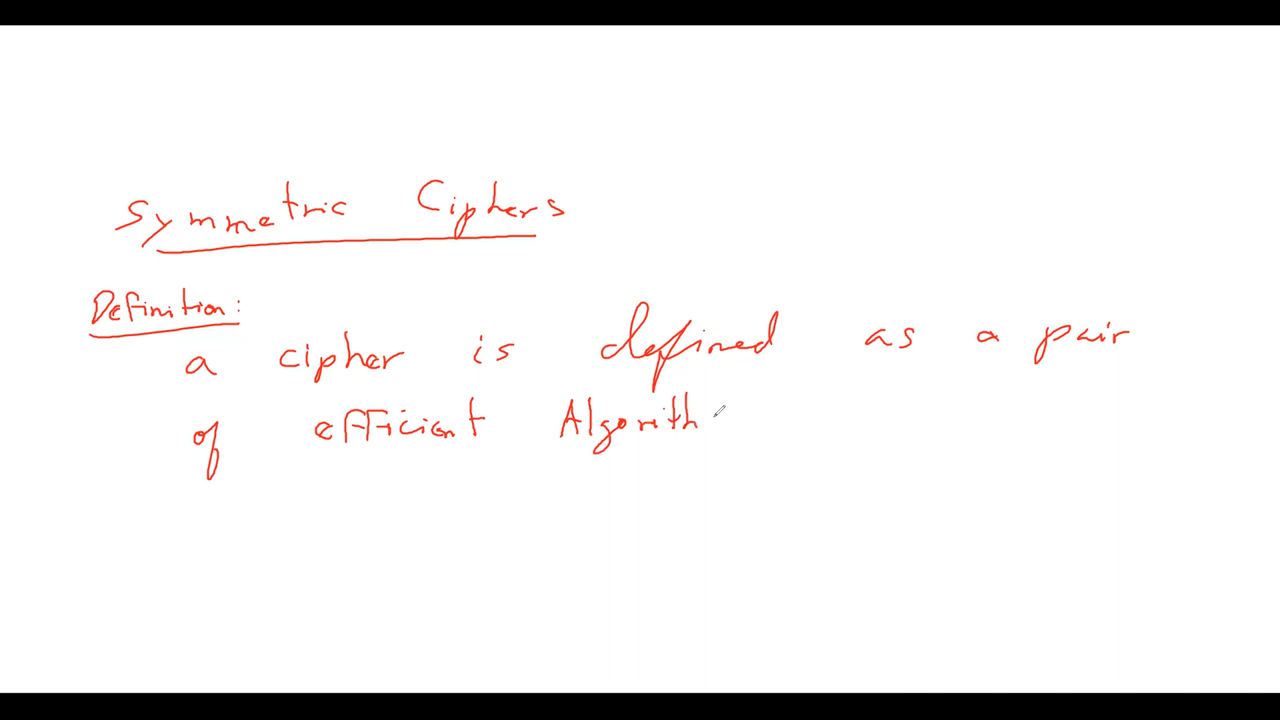 Symmetric Ciphers
Definition:
a cipher is defined as a pair
of efficient Algorith